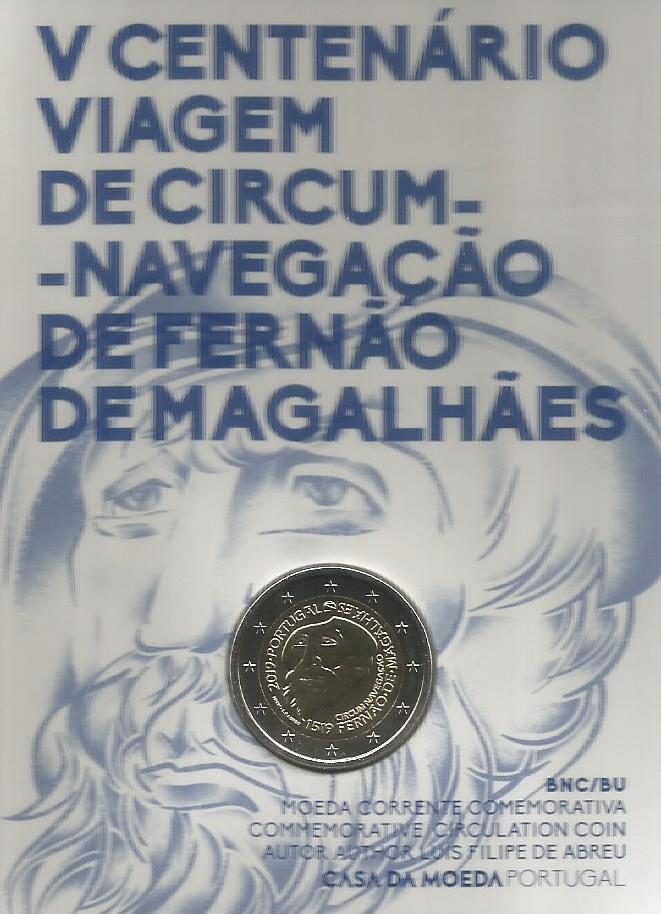 V CENTENÁRIO
VIAGEM
DE CIRCUM-
-NAVEGAÇÃO
DE FERNÃO
DE MAGALHÃES
2019·PORTUGAL
CIRCUM NAVEGAÇÃO
1519 FERNÃO·DE·MAGALHÃES
BNC/BU
MOEDA CORRENTE COMEMORATIVA
COMMEMORATIVE CIRCULATION COIN
AUTOR AUTHOR LUIS FILIPE DE ABREU
CASA DA MOEDA PORTUGAL